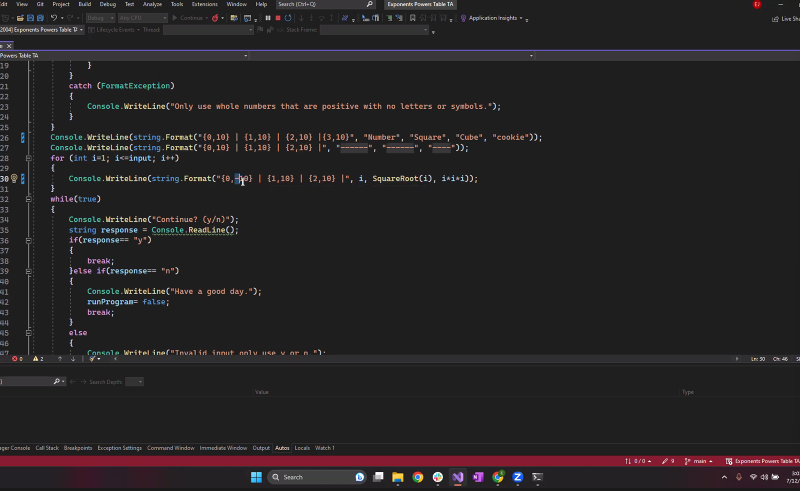 Edit View Git Project Build Debug Test Analyze Tools Extensions Window Help Search (Ctrl+Q) Exponents Powers Table TA
Debug Any CPU Continue Application Insights Live Share
[2004] Exponents Powers Table TA Lifecycle Events Thread: Stack Frame:
Powers Table TA
19 }
20 }
21 catch (FormatException)
22 {
23 Console.WriteLine("Only use whole numbers that are positive with no letters or symbols.");
24 }
25 }
26 Console.WriteLine(string.Format("{0,10} | {1,10} | {2,10} |{3,10}", "Number", "Square", "Cube", "cookie"));
27 Console.WriteLine(string.Format("{0,10} | {1,10} | {2,10} |", "------", "------", "----"));
28 for (int i=1; i<=input; i++)
29 {
30 Console.WriteLine(string.Format("{0,-10} | {1,10} | {2,10} |", i, SquareRoot(i), i*i*i));
31 }
32 while(true)
33 {
34 Console.WriteLine("Continue? (y/n)");
35 string response = Console.ReadLine();
36 if(response== "y")
37 {
38 break;
39 }else if(response== "n")
40 {
41 Console.WriteLine("Have a good day.");
42 runProgram= false;
43 break;
44 }
45 else
46 {
47 Console.WriteLine("Invalid input only use y or n.");
0 2 Ln: 30 Ch: 46
Search Depth:
Value Type
Call Stack Breakpoints Exception Settings Command Window Immediate Window Output Autos Locals Watch 1
0 / 0 9 main Exponents Powers Table TA
Search
7/12/